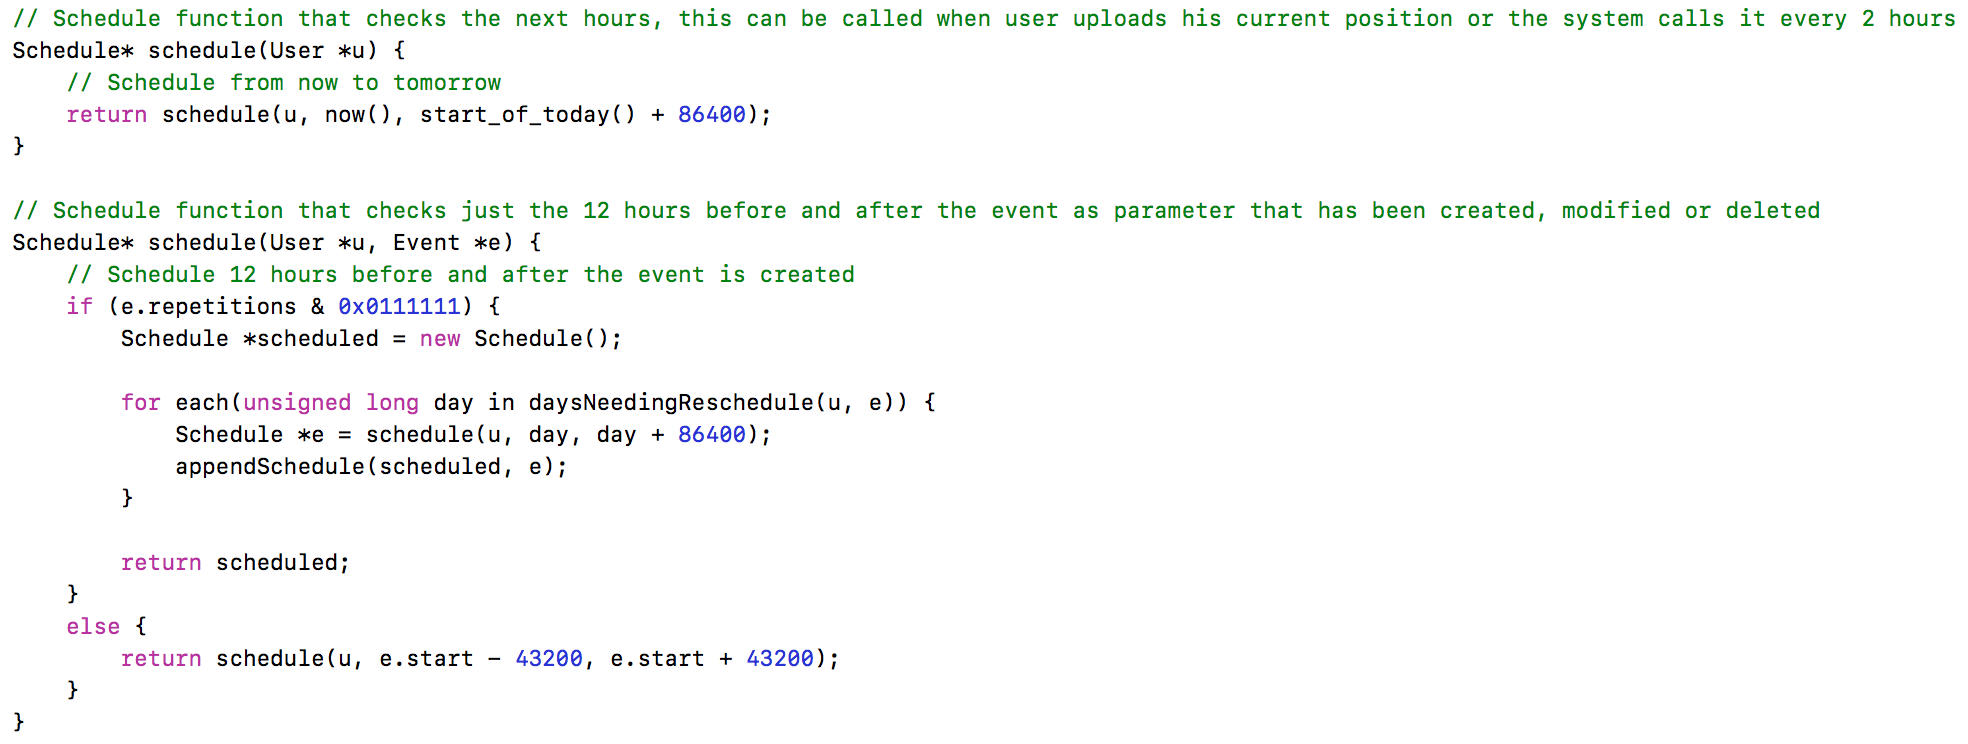 // Schedule function that checks the next hours, this can be called when user uploads his current position or the system calls it every 2 hours
Schedule* schedule(User *u) {
    // Schedule from now to tomorrow
    return schedule(u, now(), start_of_today() + 86400);
}

// Schedule function that checks just the 12 hours before and after the event as parameter that has been created, modified or deleted
Schedule* schedule(User *u, Event *e) {
    // Schedule 12 hours before and after the event is created
    if (e.repetitions & 0x0111111) {
        Schedule *scheduled = new Schedule();

        for each(unsigned long day in daysNeedingReschedule(u, e)) {
            Schedule *e = schedule(u, day, day + 86400);
            appendSchedule(scheduled, e);
        }

        return scheduled;
    }
    else {
        return schedule(u, e.start − 43200, e.start + 43200);
    }
}